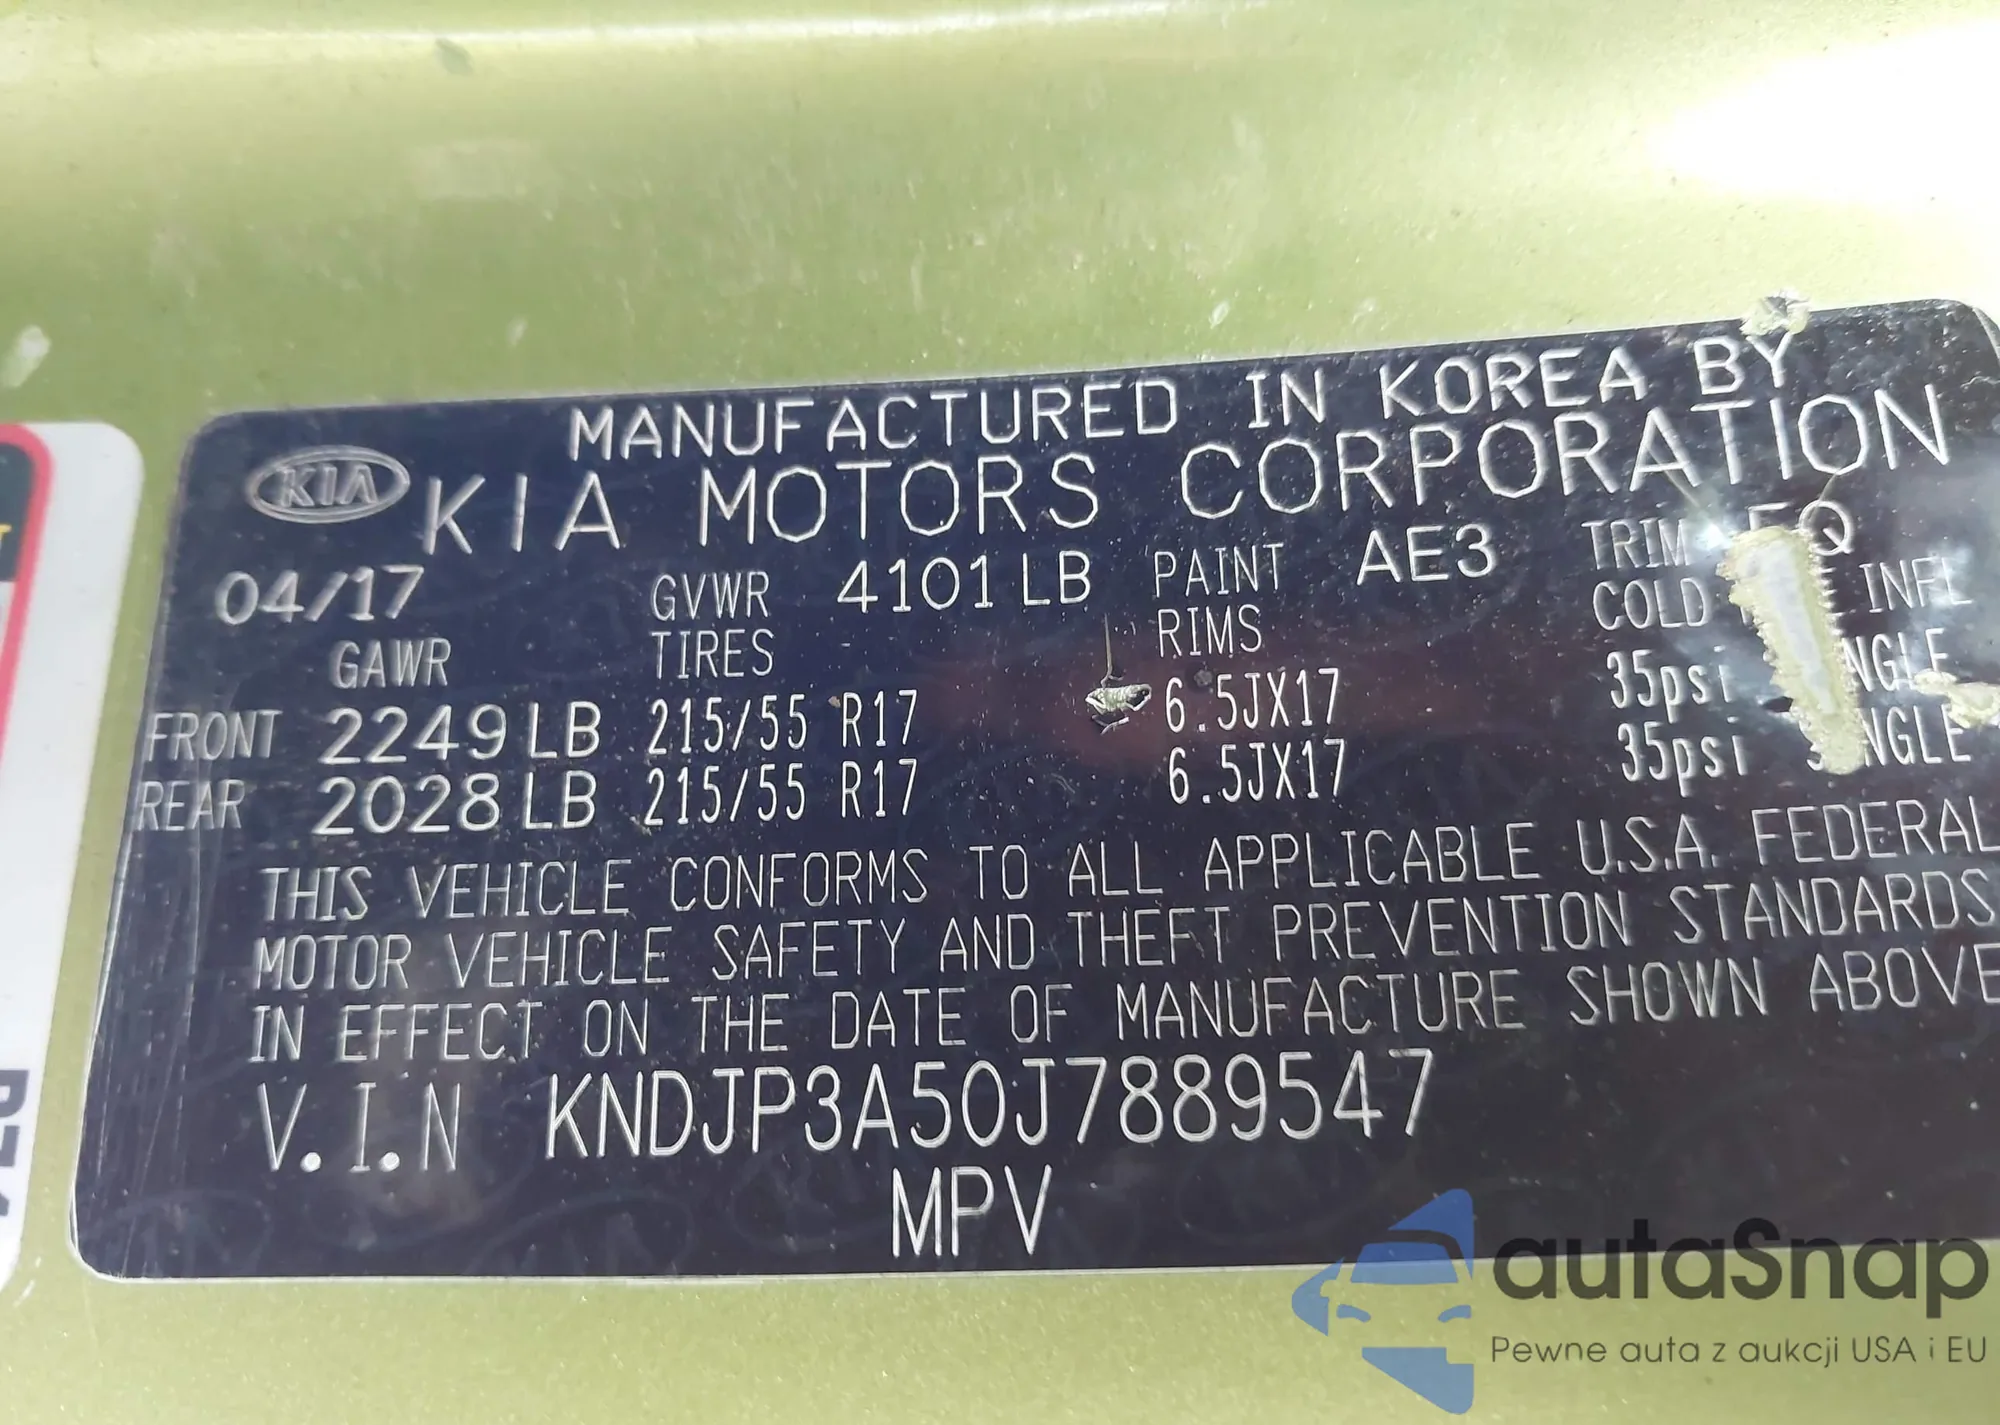 MANUFACTURED IN KOREA BY
KIA KIA MOTORS CORPORATION
04/17 GVWR 4101LB PAINT AE3 TRIM
GAWR TIRES RIMS COLD INFL
FRONT 2249LB 215/55 R17 6.5JX17 35psi
REAR 2028LB 215/55 R17 6.5JX17 35psi
THIS VEHICLE CONFORMS TO ALL APPLICABLE U.S.A. FEDERAL
MOTOR VEHICLE SAFETY AND THEFT PREVENTION STANDARDS
IN EFFECT ON THE DATE OF MANUFACTURE SHOWN ABOVE
V.I.N KNDJP3A50J7889547
MPV
autaSnap
Pewne auta z aukcji USA i EU